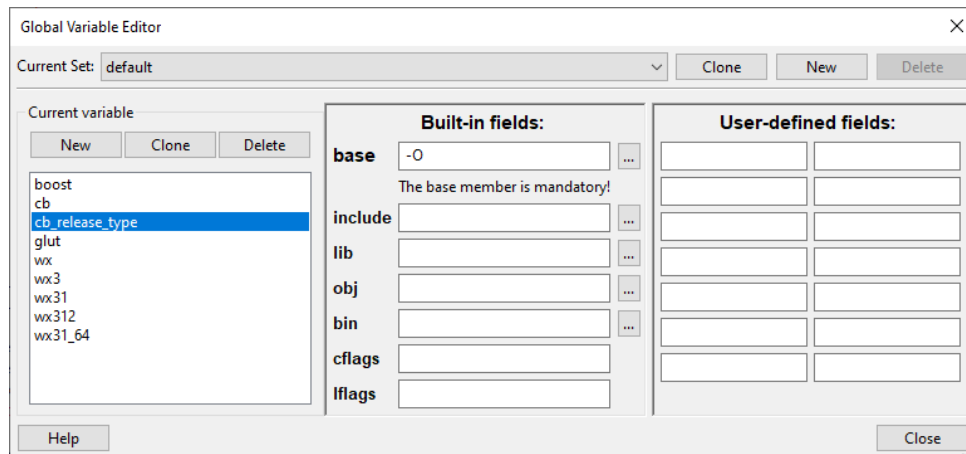 Global Variable Editor
Current Set: default Clone New Delete
Current variable
New Clone Delete
boost
cb
cb_release_type
glut
wx
wx3
wx31
wx312
wx31_64
Built-in fields:
base -O ...
The base member is mandatory!
include ...
lib ...
obj ...
bin ...
cflags
lflags
User-defined fields:
Help Close